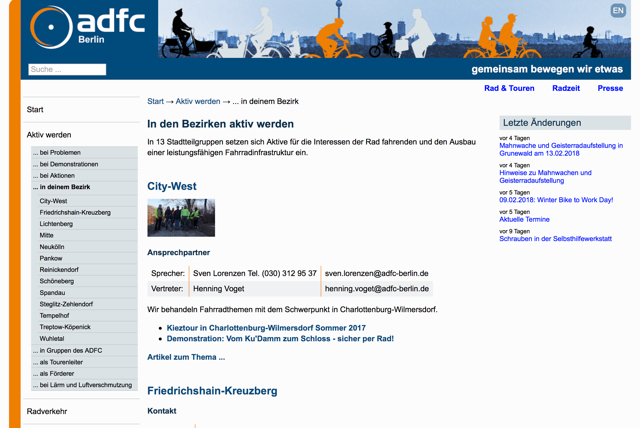 adfc
Berlin
EN
Suche ...
gemeinsam bewegen wir etwas
Rad & Touren
Radzeit
Presse
Start
Aktiv werden
... bei Problemen
... bei Demonstrationen
... bei Aktionen
... in deinem Bezirk
City-West
Friedrichshain-Kreuzberg
Lichtenberg
Mitte
Neukölln
Pankow
Reinickendorf
Schöneberg
Spandau
Steglitz-Zehlendorf
Tempelhof
Treptow-Köpenick
Wuhletal
... in Gruppen des ADFC
... als Tourenleiter
... als Förderer
... bei Lärm und Luftverschmutzung
Radverkehr
Start → Aktiv werden → ... in deinem Bezirk
In den Bezirken aktiv werden
In 13 Stadtteilgruppen setzen sich Aktive für die Interessen der Rad fahrenden und den Ausbau
einer leistungsfähigen Fahrradinfrastruktur ein.
City-West
Ansprechpartner
Sprecher: Sven Lorenzen Tel. (030) 312 95 37 sven.lorenzen@adfc-berlin.de
Vertreter: Henning Voget henning.voget@adfc-berlin.de
Wir behandeln Fahrradthemen mit dem Schwerpunkt in Charlottenburg-Wilmersdorf.
• Kieztour in Charlottenburg-Wilmersdorf Sommer 2017
• Demonstration: Vom Ku'Damm zum Schloss - sicher per Rad!
Artikel zum Thema ...
Friedrichshain-Kreuzberg
Kontakt
Letzte Änderungen
vor 4 Tagen
Mahnwache und Geisterradaufstellung in
Grunewald am 13.02.2018
vor 4 Tagen
Hinweise zu Mahnwachen und
Geisterradaufstellung
vor 5 Tagen
09.02.2018: Winter Bike to Work Day!
vor 5 Tagen
Aktuelle Termine
vor 9 Tagen
Schrauben in der Selbsthilfewerkstatt